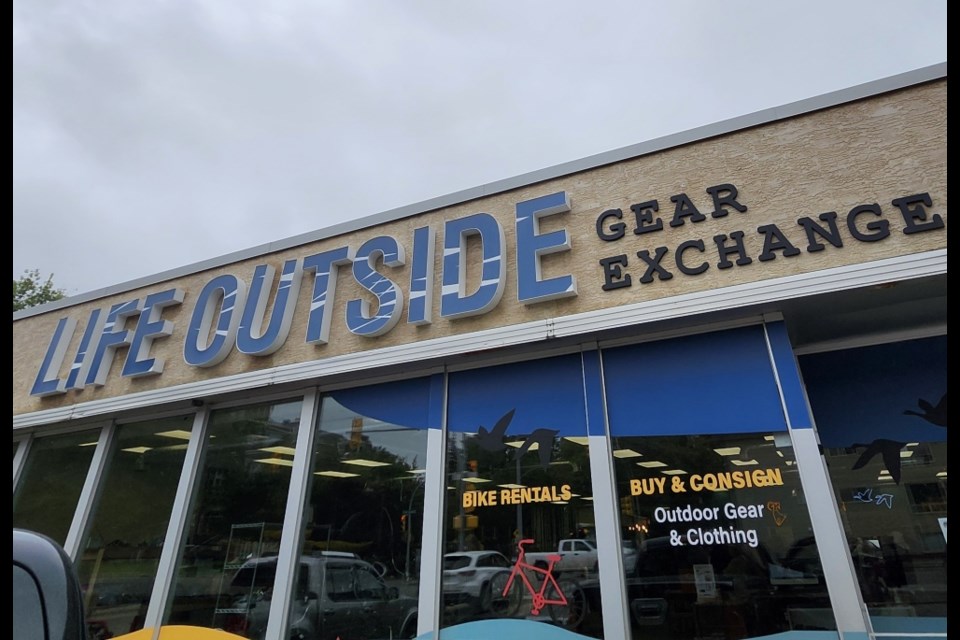 LIFE OUTSIDE
GEAR
EXCHANGE
BIKE RENTALS
BUY & CONSIGN
Outdoor Gear
& Clothing